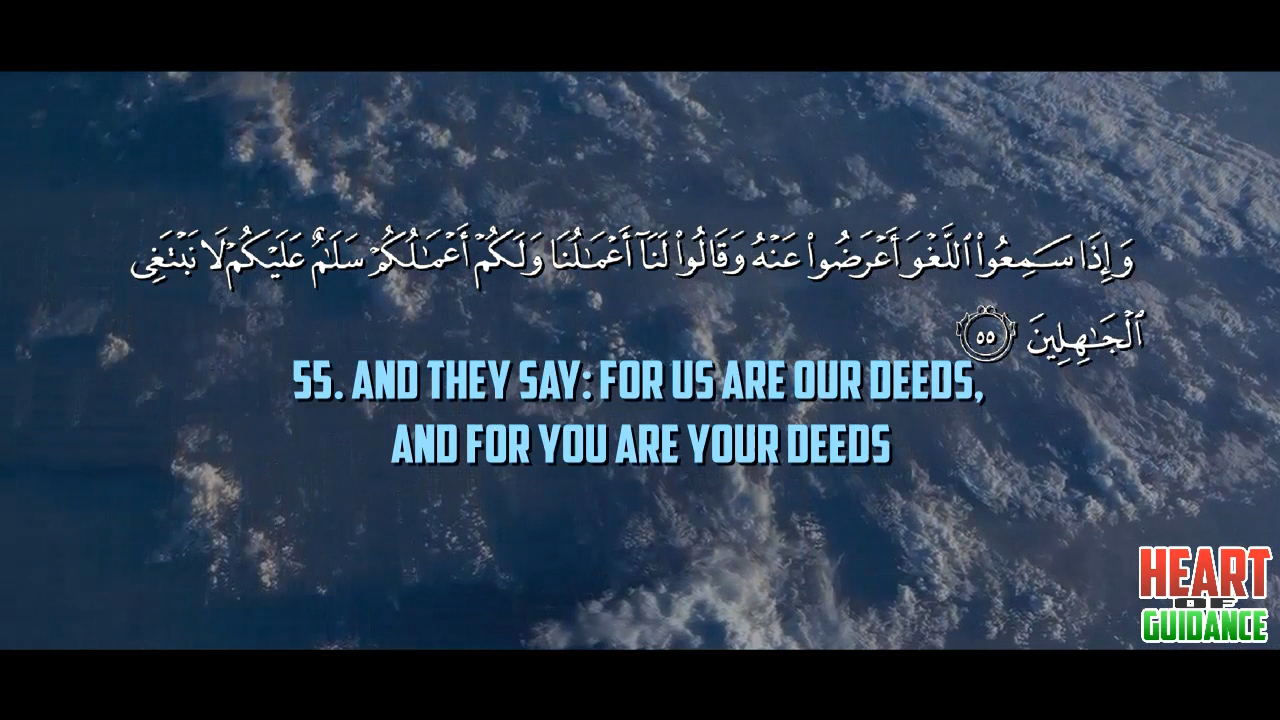 وَإِذَا سَمِعُوا۟ ٱللَّغْوَ أَعْرَضُوا۟ عَنْهُ وَقَالُوا۟ لَنَآ أَعْمَـٰلُنَا وَلَكُمْ أَعْمَـٰلُكُمْ سَلَـٰمٌ عَلَيْكُمْ لَا نَبْتَغِى
ٱلْجَـٰهِلِينَ ٥٥
55. AND THEY SAY: FOR US ARE OUR DEEDS,
AND FOR YOU ARE YOUR DEEDS
HEART
OF
GUIDANCE